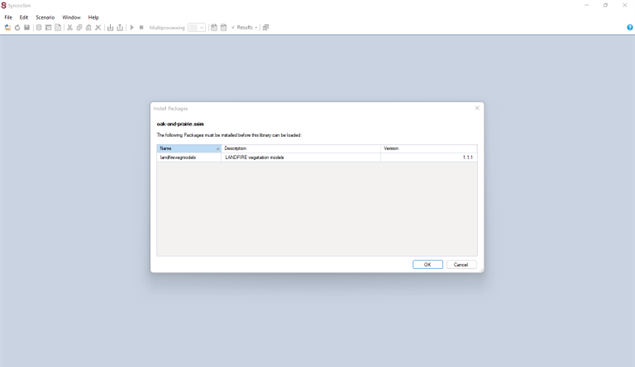 SyncroSim
File Edit Scenario Window Help
Multiprocessing Results
Install Packages
oak-and-prairie.ssim
The following Packages must be installed before this library can be loaded:
Name Description Version
landfirevegmodels LANDFIRE vegetation models 1.1.1
OK Cancel